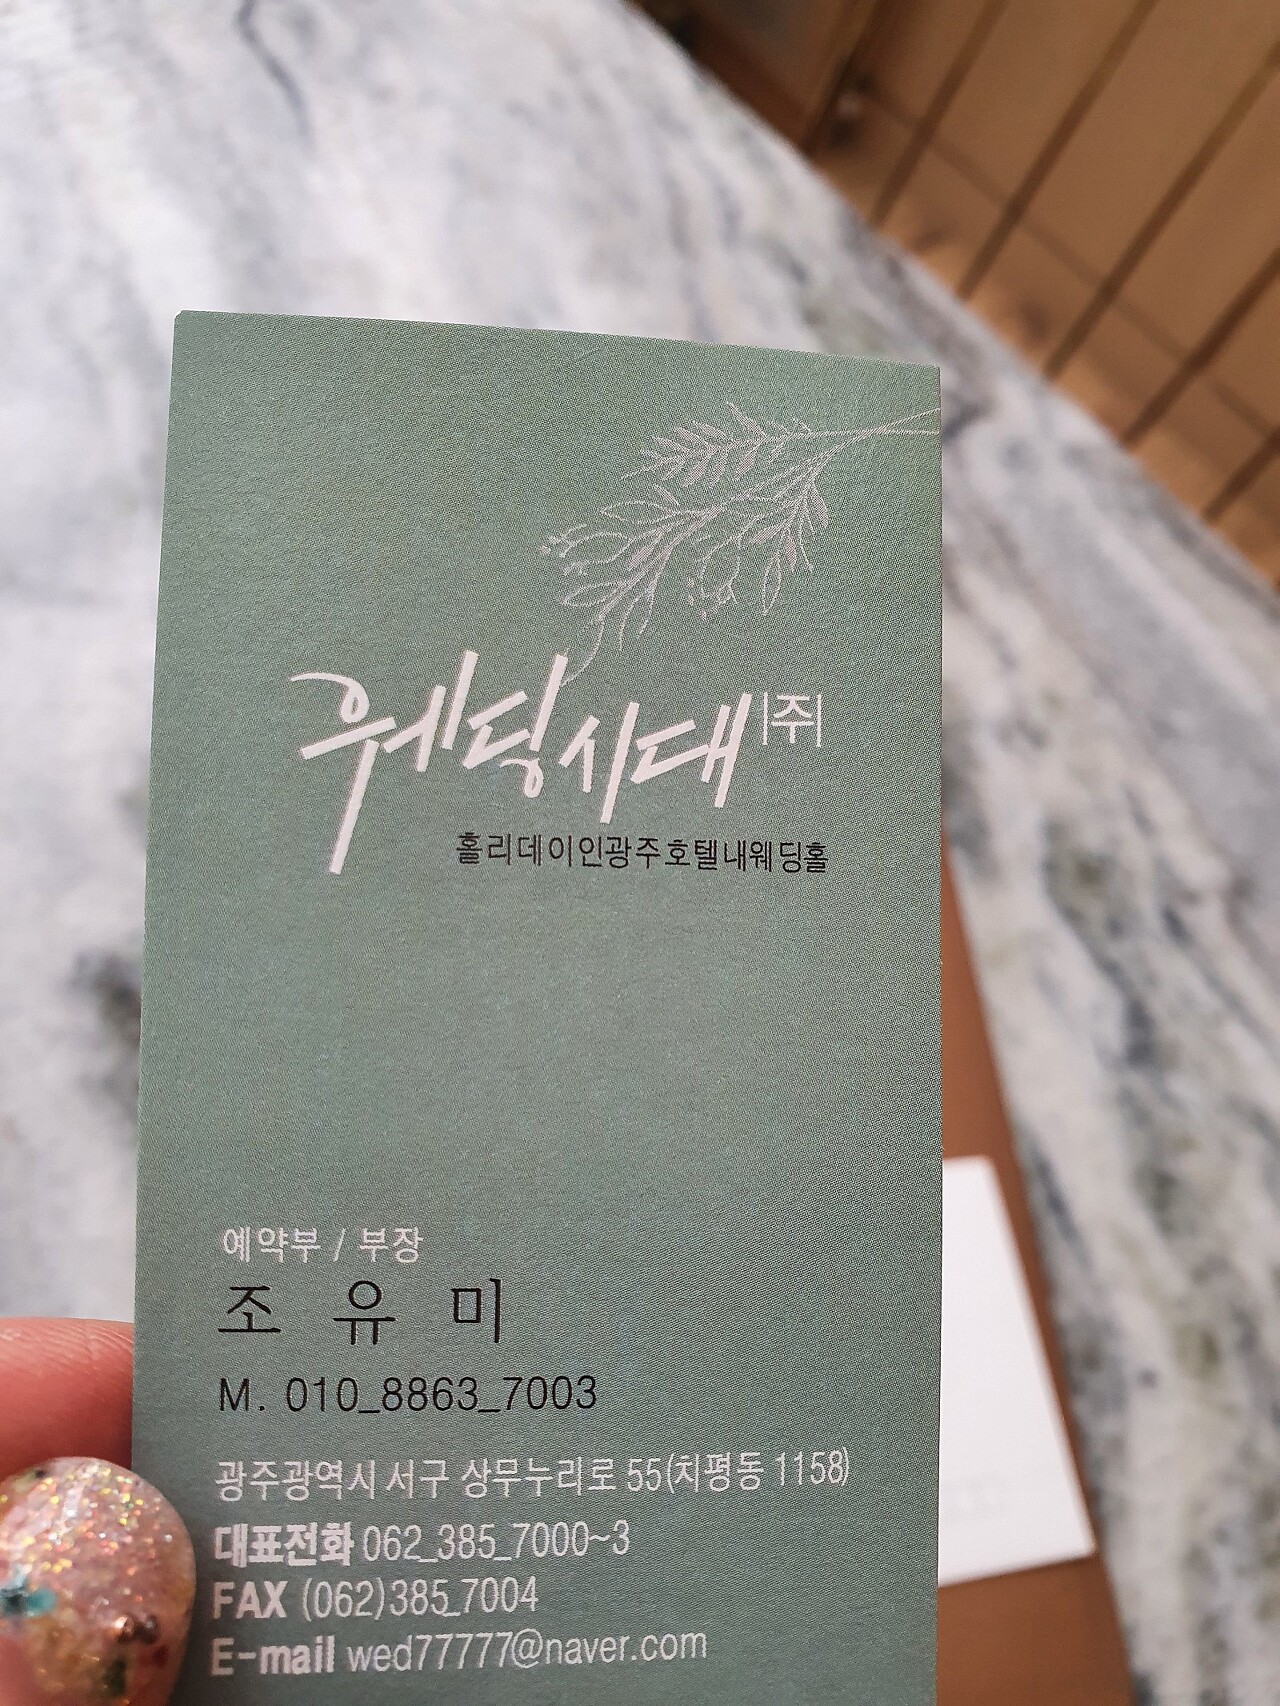 웨딩시대 |주|
홀리데이인광주호텔내웨딩홀
예약부 / 부장
조 유 미
M. 010_8863_7003
광주광역시 서구 상무누리로 55(치평동 1158)
대표전화 062_385_7000~3
FAX (062)385_7004
E-mail wed77777@naver.com